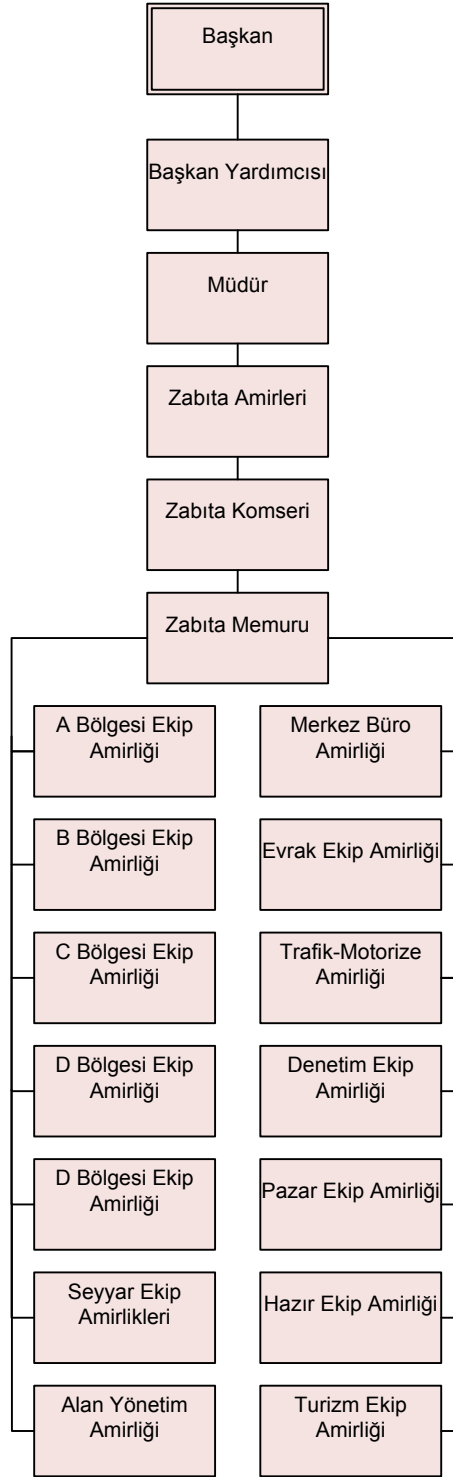 Başkan
Başkan Yardımcısı
Müdür
Zabıta Amirleri
Zabıta Komseri
Zabıta Memuru
A Bölgesi Ekip
Amirliği
Merkez Büro
Amirliği
B Bölgesi Ekip
Amirliği
Evrak Ekip Amirliği
C Bölgesi Ekip
Amirliği
Trafik-Motorize
Amirliği
D Bölgesi Ekip
Amirliği
Denetim Ekip
Amirliği
D Bölgesi Ekip
Amirliği
Pazar Ekip Amirliği
Seyyar Ekip
Amirlikleri
Hazır Ekip Amirliği
Alan Yönetim
Amirliği
Turizm Ekip
Amirliği